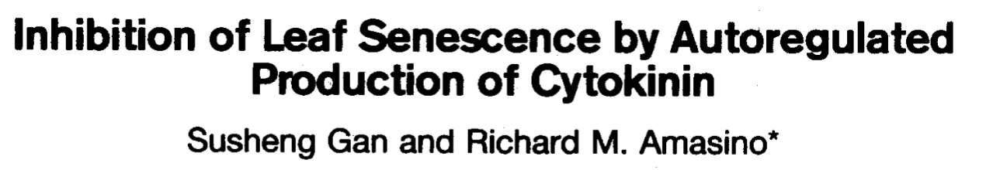 Inhibition of Leaf Senescence by Autoregulated
Production of Cytokinin
Susheng Gan and Richard M. Amasino*